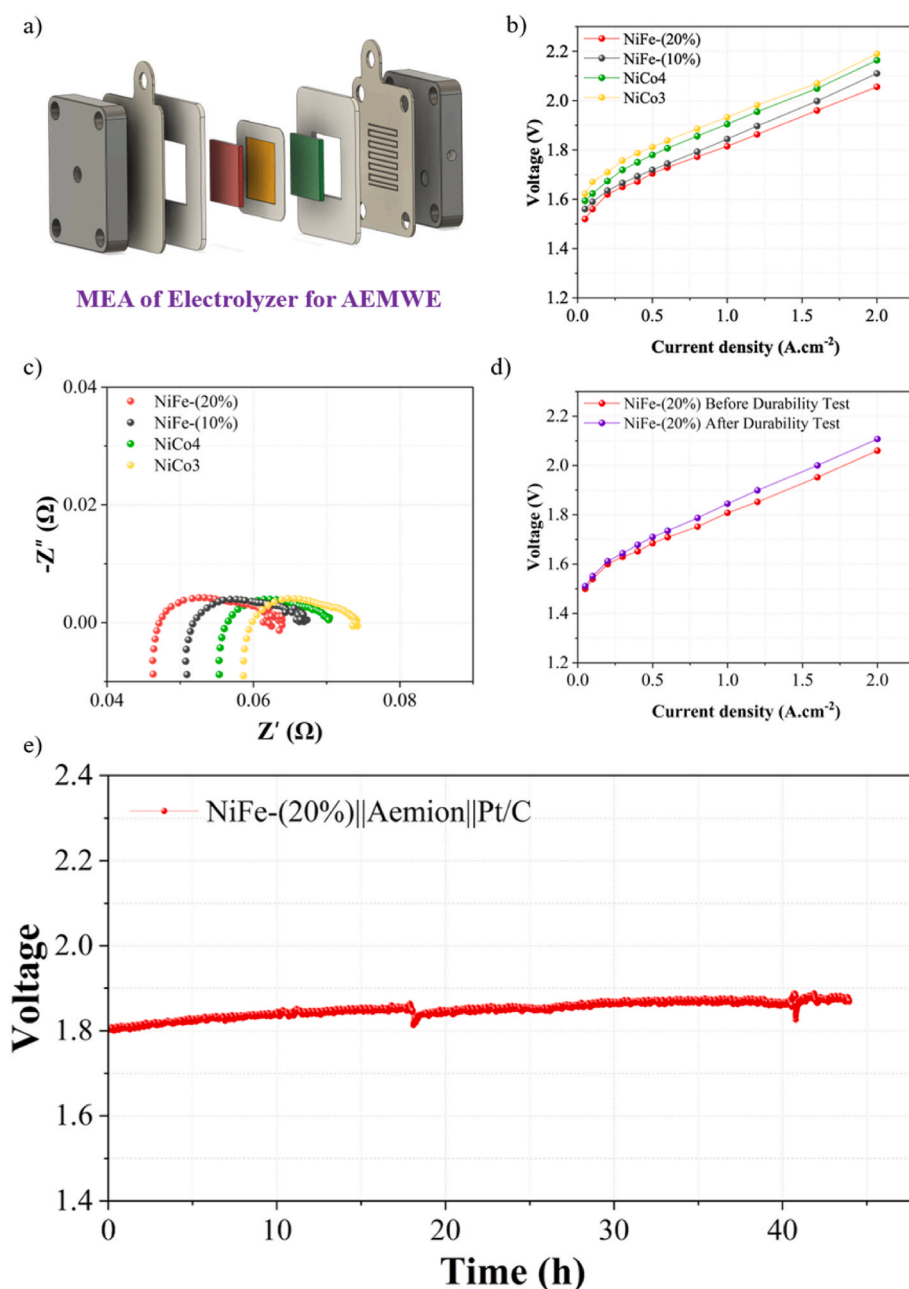 a)
MEA of Electrolyzer for AEMWE
b)
NiFe-(20%)
NiFe-(10%)
NiCo4
NiCo3
Voltage (V)
2.2
2.0
1.8
1.6
1.4
1.2
0.0 0.5 1.0 1.5 2.0
Current density (A.cm⁻²)
c)
NiFe-(20%)
NiFe-(10%)
NiCo4
NiCo3
-Z" (Ω)
0.04
0.02
0.00
0.04 0.06 0.08
Z' (Ω)
d)
NiFe-(20%) Before Durability Test
NiFe-(20%) After Durability Test
Voltage (V)
2.2
2.0
1.8
1.6
1.4
1.2
0.0 0.5 1.0 1.5 2.0
Current density (A.cm⁻²)
e)
NiFe-(20%)||Aemion||Pt/C
Voltage
2.4
2.2
2.0
1.8
1.6
1.4
0 10 20 30 40
Time (h)